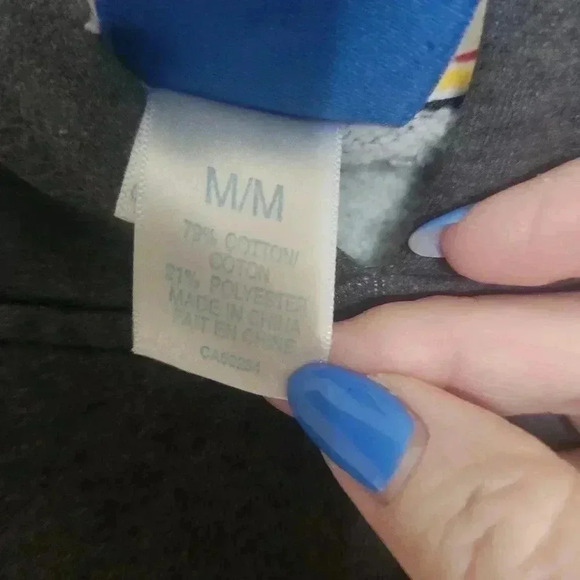 M/M
79% COTTON/
COTON
21% POLYESTER
MADE IN CHINA
FAIT EN CHINE